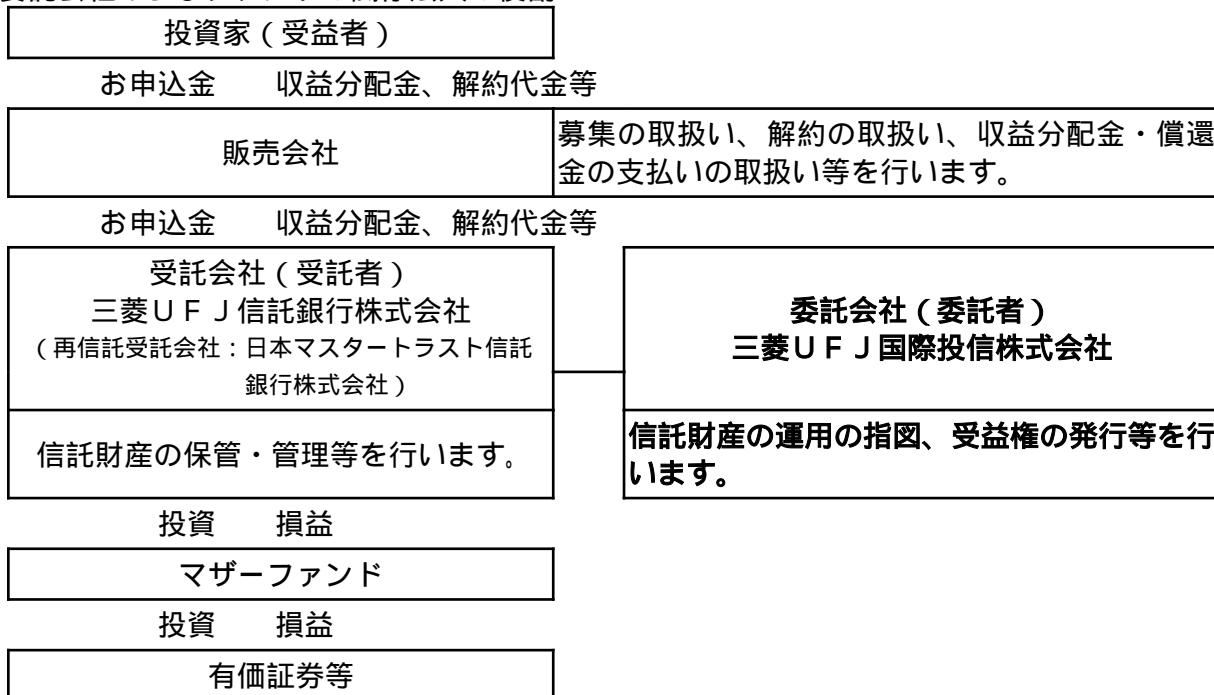 投資家（受益者）
お申込金　　収益分配金、解約代金等
販売会社
募集の取扱い、解約の取扱い、収益分配金・償還
金の支払いの取扱い等を行います。
お申込金　　収益分配金、解約代金等
受託会社（受託者）
三菱ＵＦＪ信託銀行株式会社
（再信託受託会社：日本マスタートラスト信託
銀行株式会社）
委託会社（委託者）
三菱ＵＦＪ国際投信株式会社
信託財産の保管・管理等を行います。
信託財産の運用の指図、受益権の発行等を行
います。
投資　　損益
マザーファンド
投資　　損益
有価証券等